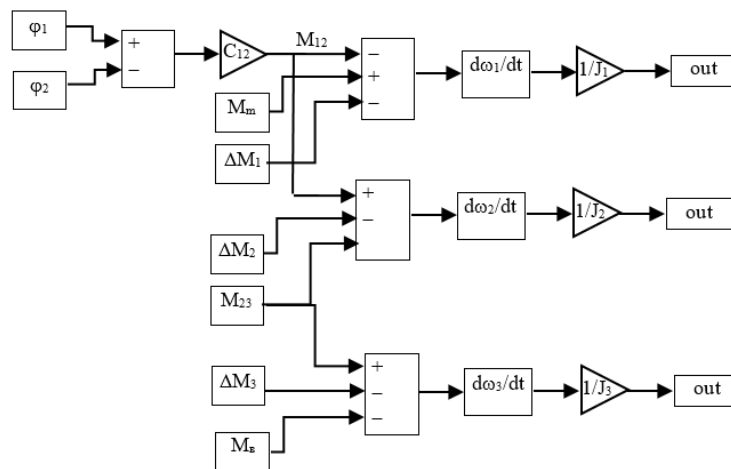 φ₁
φ₂
+
−
C₁₂
M₁₂
Mₘ
ΔM₁
−
+
−
dω₁/dt
1/J₁
out
ΔM₂
M₂₃
+
−
dω₂/dt
1/J₂
out
ΔM₃
Mв
+
−
−
dω₃/dt
1/J₃
out